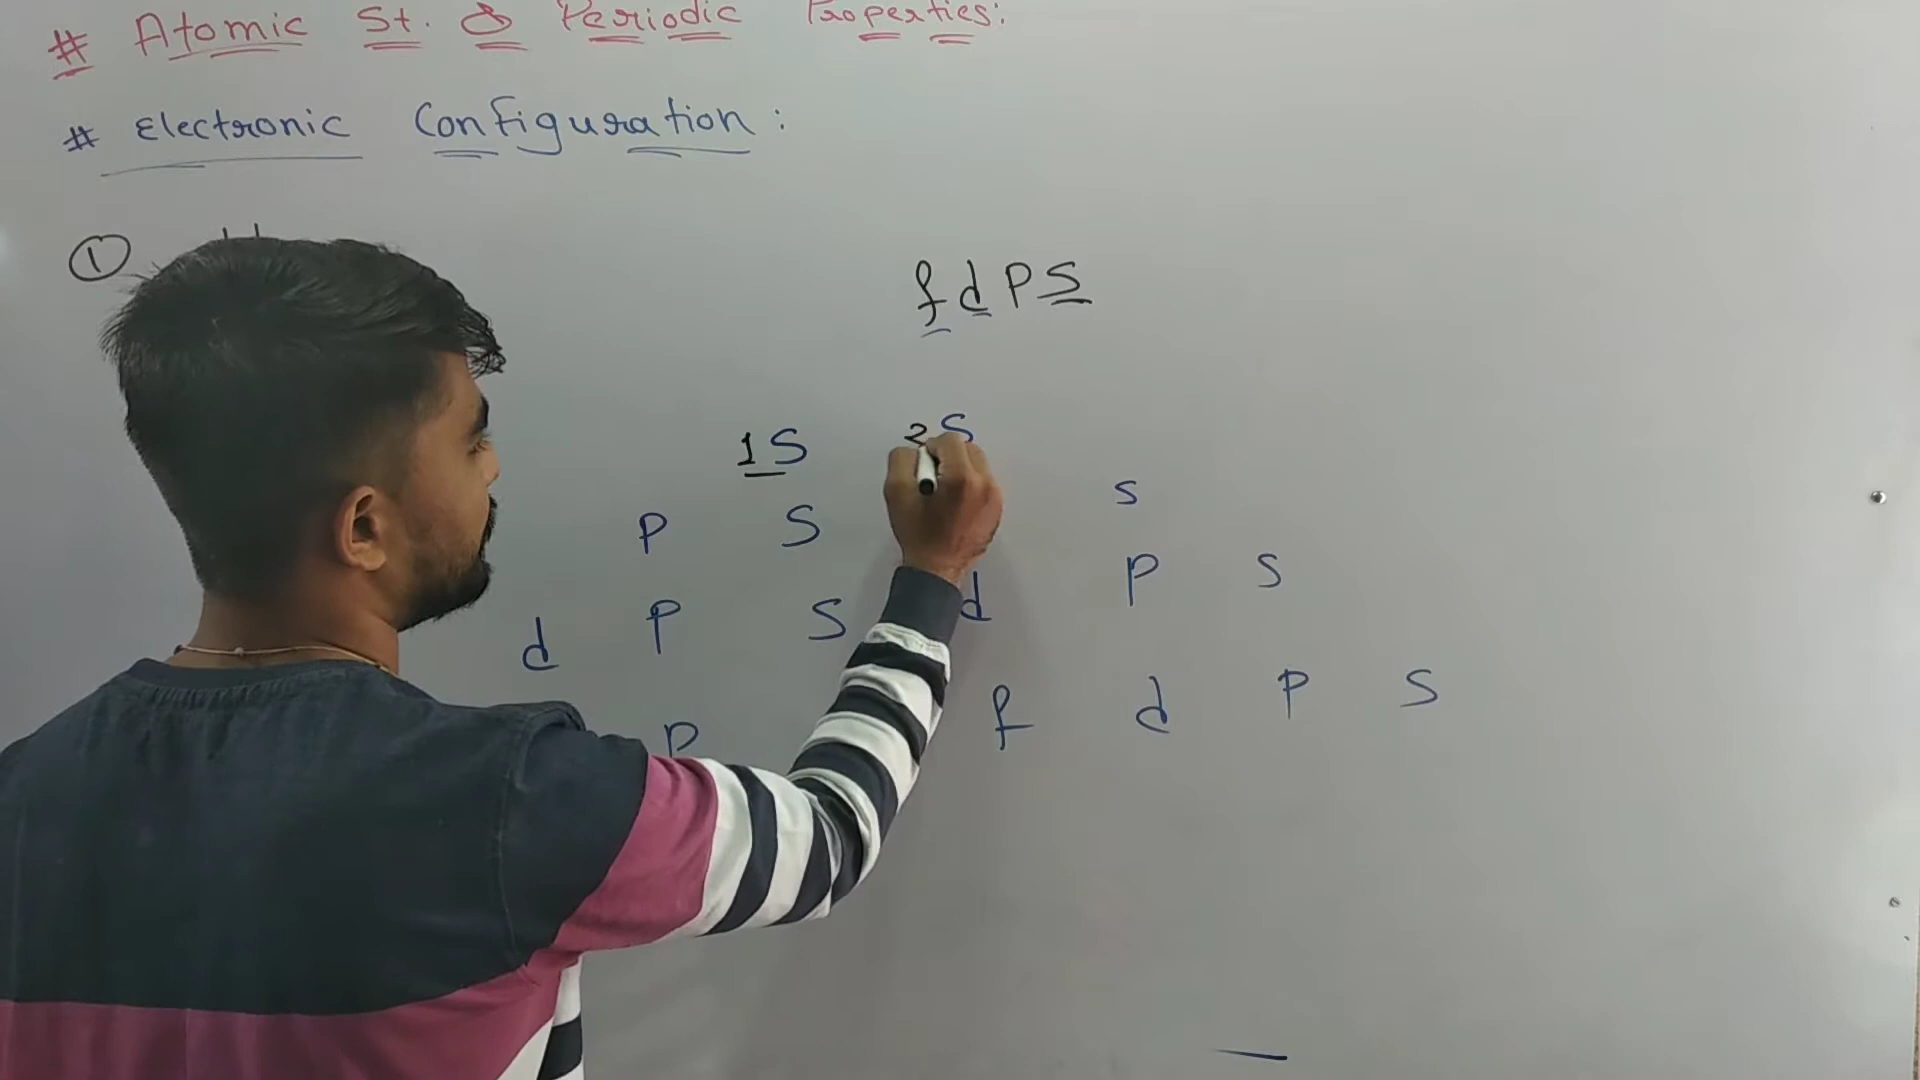 # Atomic St. & Periodic Properties:
# Electronic Configuration:
①
f d P S
1S 2S
P S S
d P S d P S
P f d P S